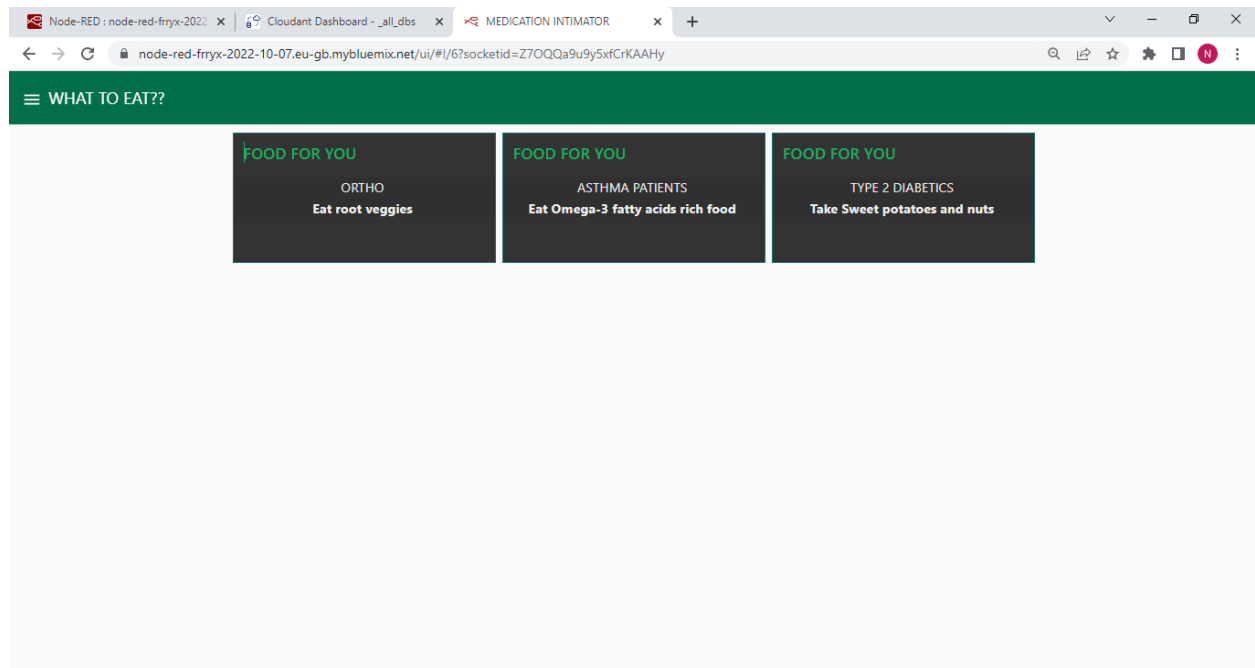 Node-RED : node-red-frryx-2022
Cloudant Dashboard - _all_dbs
MEDICATION INTIMATOR
node-red-frryx-2022-10-07.eu-gb.mybluemix.net/ui/#!/6?socketid=Z7OQQa9u9y5xfCrKAAHy
N
WHAT TO EAT??
FOOD FOR YOU
ORTHO
Eat root veggies
FOOD FOR YOU
ASTHMA PATIENTS
Eat Omega-3 fatty acids rich food
FOOD FOR YOU
TYPE 2 DIABETICS
Take Sweet potatoes and nuts